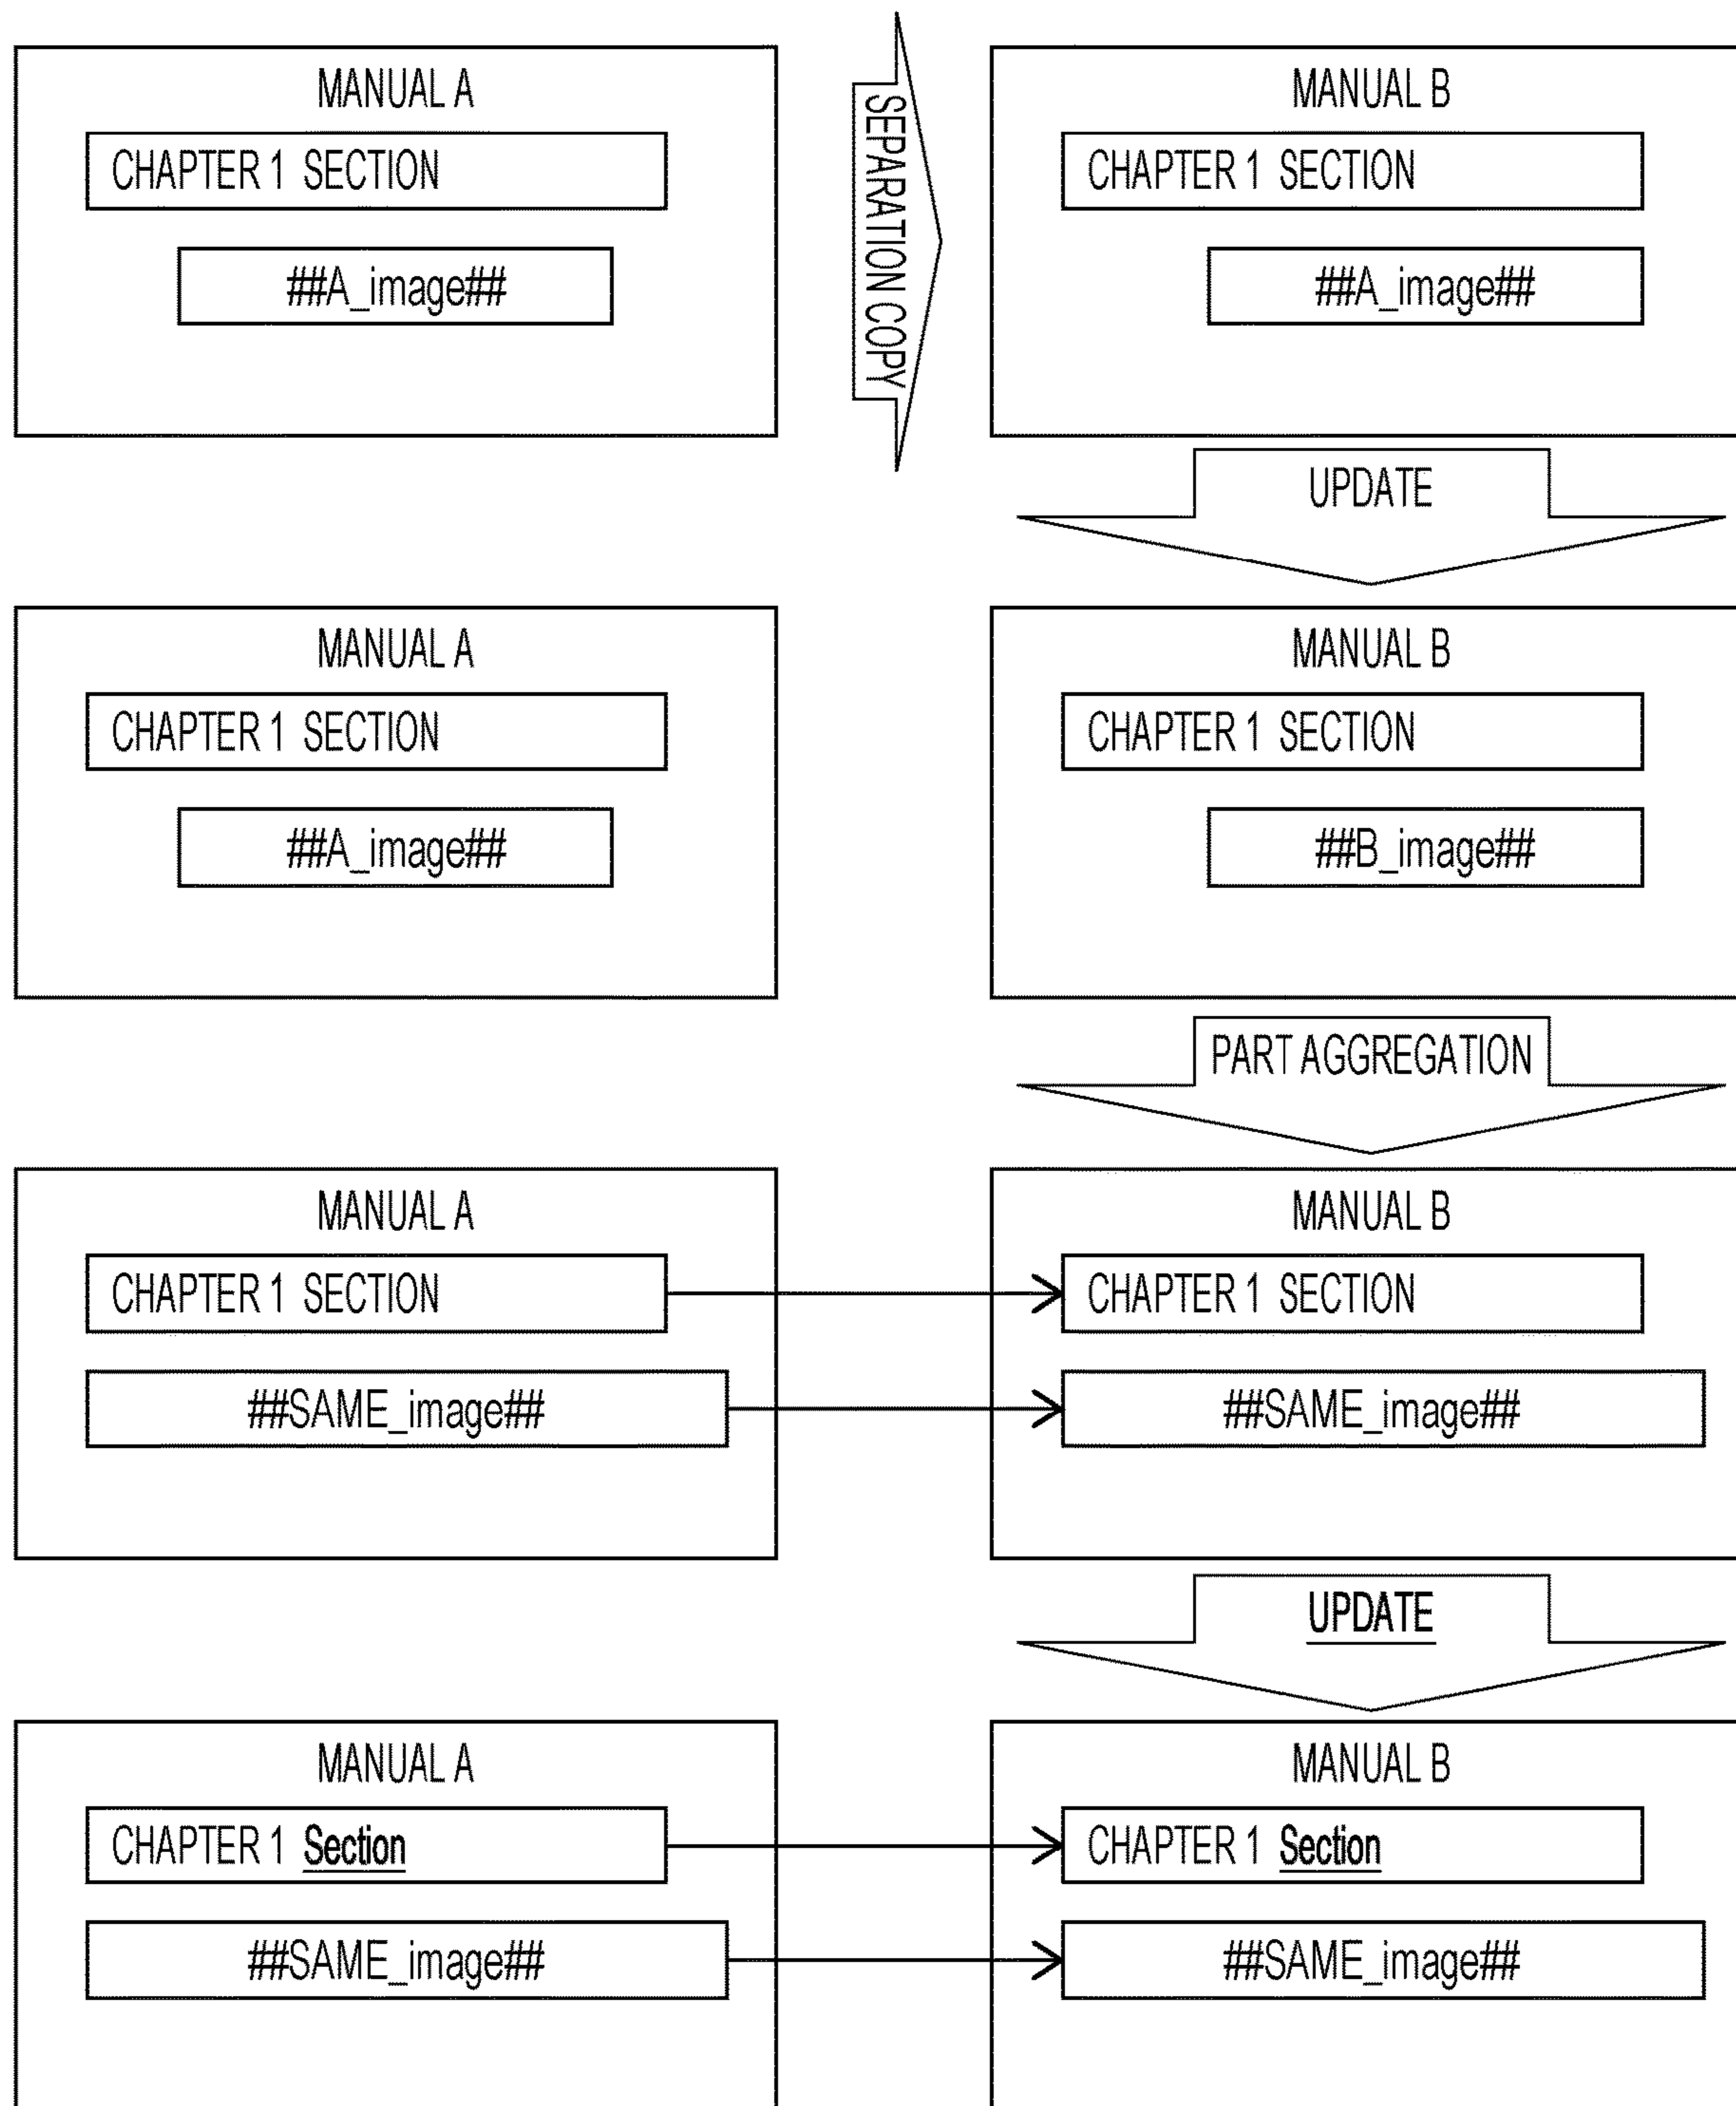 MANUAL A
CHAPTER 1 SECTION
##A_image##
SEPARATION COPY
MANUAL B
CHAPTER 1 SECTION
##A_image##
UPDATE
MANUAL A
CHAPTER 1 SECTION
##A_image##
MANUAL B
CHAPTER 1 SECTION
##B_image##
PART AGGREGATION
MANUAL A
CHAPTER 1 SECTION
##SAME_image##
MANUAL B
CHAPTER 1 SECTION
##SAME_image##
UPDATE
MANUAL A
CHAPTER 1 Section
##SAME_image##
MANUAL B
CHAPTER 1 Section
##SAME_image##